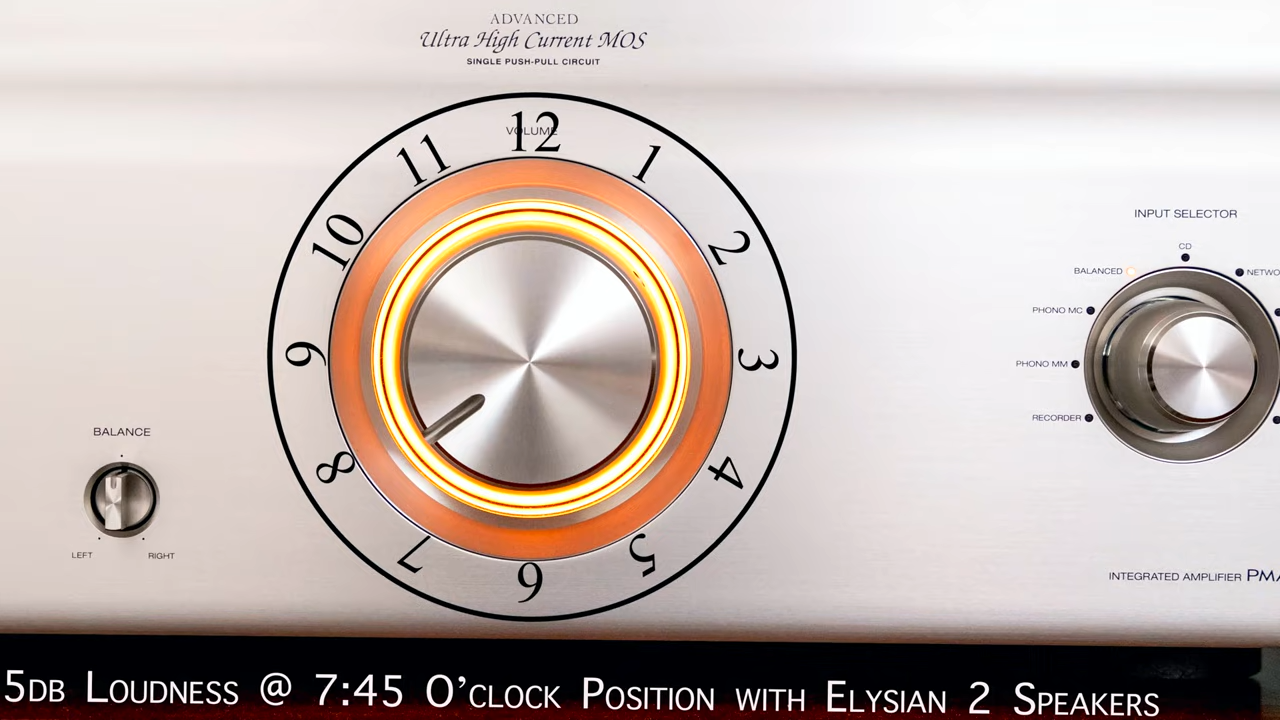 ADVANCED
Ultra High Current MOS
SINGLE PUSH-PULL CIRCUIT
VOLUME
12
11
1
10
2
9
3
8
4
7
5
6
INPUT SELECTOR
CD
BALANCED
NETWO
PHONO MC
PHONO MM
RECORDER
BALANCE
LEFT
RIGHT
INTEGRATED AMPLIFIER PMA
5DB LOUDNESS @ 7:45 O'CLOCK POSITION WITH ELYSIAN 2 SPEAKERS